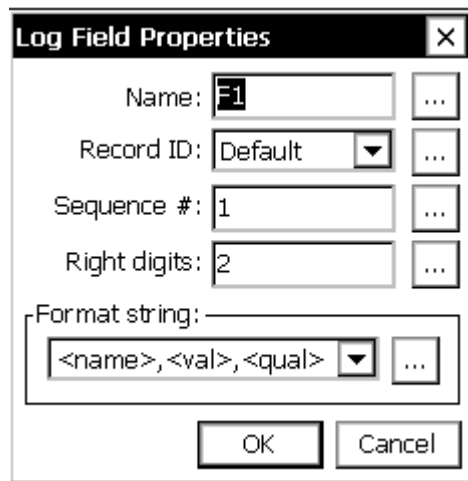 Log Field Properties
Name: F1 ...
Record ID: Default ...
Sequence #: 1 ...
Right digits: 2 ...
Format string:
<name>,<val>,<qual> ...
OK Cancel